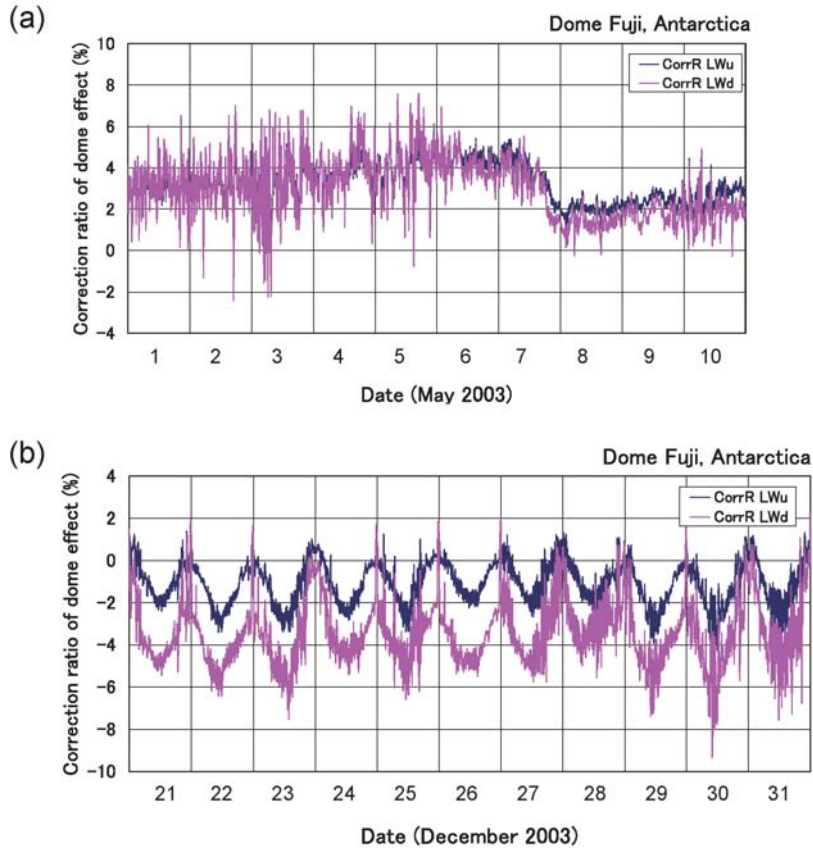 (a)
Dome Fuji, Antarctica
Correction ratio of dome effect (%)
10
8
6
4
2
0
-2
-4
CorrR LWu
CorrR LWd
1 2 3 4 5 6 7 8 9 10
Date (May 2003)
(b)
Dome Fuji, Antarctica
Correction ratio of dome effect (%)
4
2
0
-2
-4
-6
-8
-10
CorrR LWu
CorrR LWd
21 22 23 24 25 26 27 28 29 30 31
Date (December 2003)